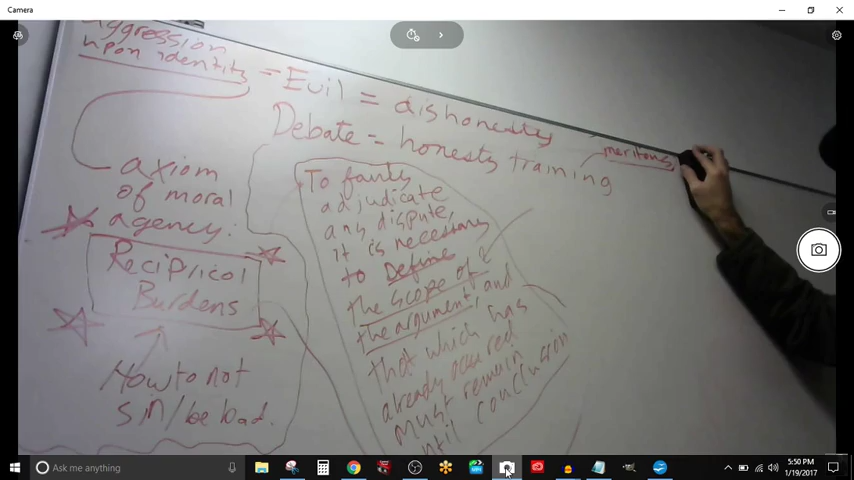 Camera
aggression
upon identity = Evil = dishonesty
Debate = honesty training
meritous,
axiom
of moral
agency:
Reciprical
Burdens
How to not
sin/be bad.
To fairly
adjudicate
any dispute,
it is necessary
to Define
the scope of
the argument, and
that which has
already occured
must remain
until conclusion
Ask me anything
5:50 PM
1/19/2017